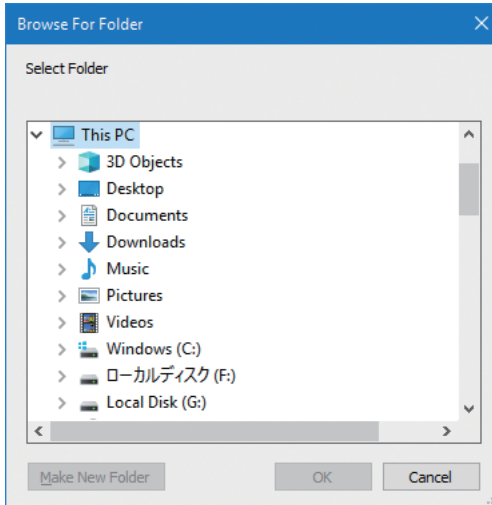 Browse For Folder
Select Folder
This PC
3D Objects
Desktop
Documents
Downloads
Music
Pictures
Videos
Windows (C:)
ローカルディスク (F:)
Local Disk (G:)
Make New Folder
OK
Cancel